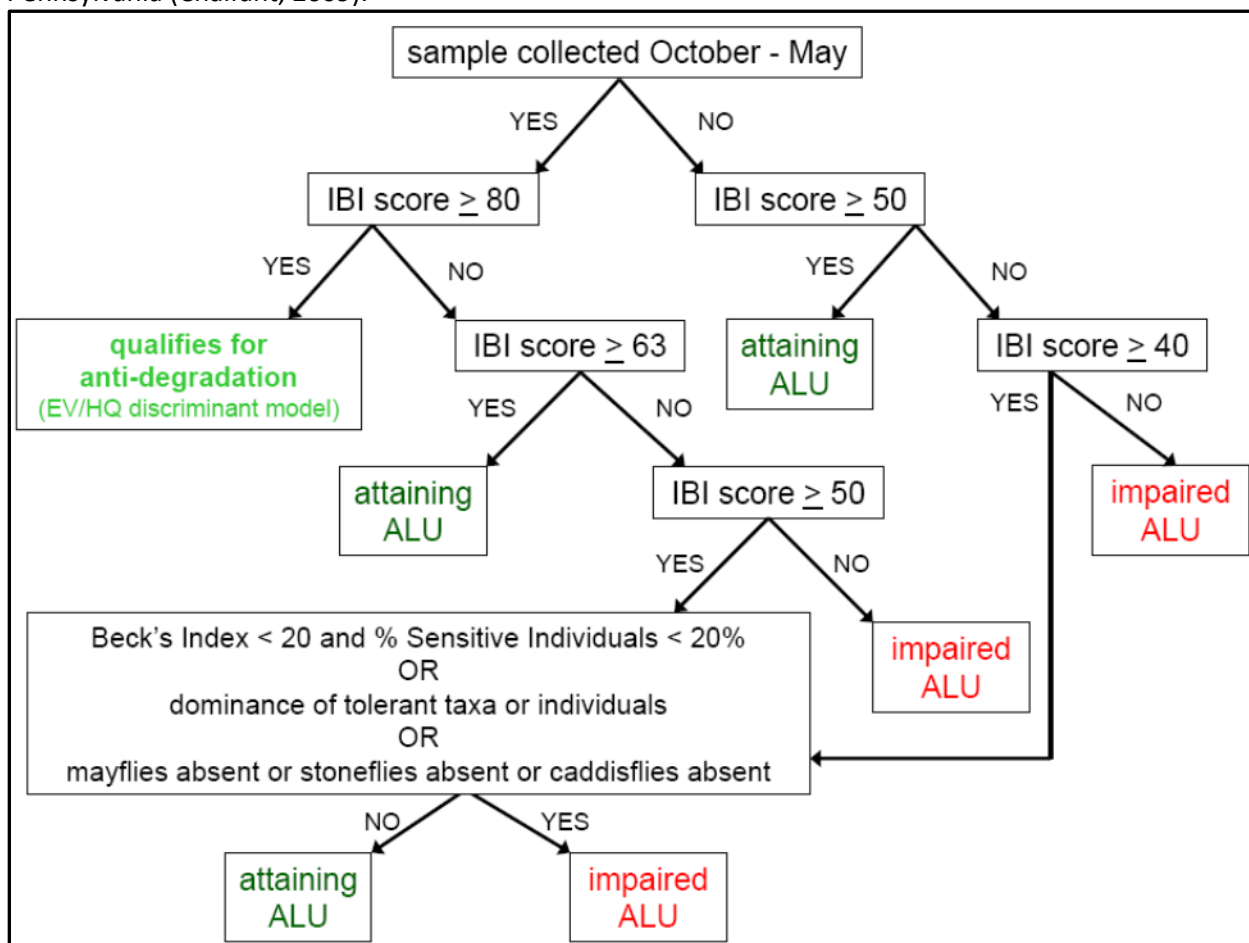 sample collected October - May
YES
NO
IBI score ≥ 80
IBI score ≥ 50
YES
NO
YES
NO
qualifies for
anti-degradation
(EV/HQ discriminant model)
IBI score ≥ 63
attaining
ALU
IBI score ≥ 40
YES
NO
YES
NO
attaining
ALU
IBI score ≥ 50
impaired
ALU
YES
NO
Beck's Index < 20 and % Sensitive Individuals < 20%
OR
dominance of tolerant taxa or individuals
OR
mayflies absent or stoneflies absent or caddisflies absent
impaired
ALU
NO
YES
attaining
ALU
impaired
ALU